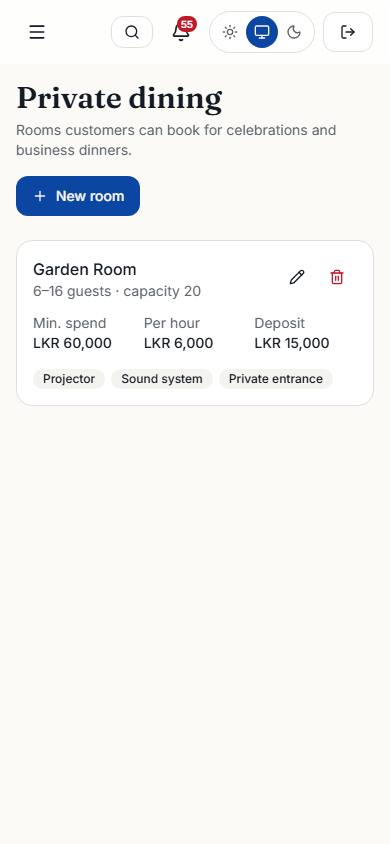 55
Private dining
Rooms customers can book for celebrations and
business dinners.
New room
Garden Room
6–16 guests · capacity 20
Min. spend Per hour Deposit
LKR 60,000 LKR 6,000 LKR 15,000
Projector Sound system Private entrance